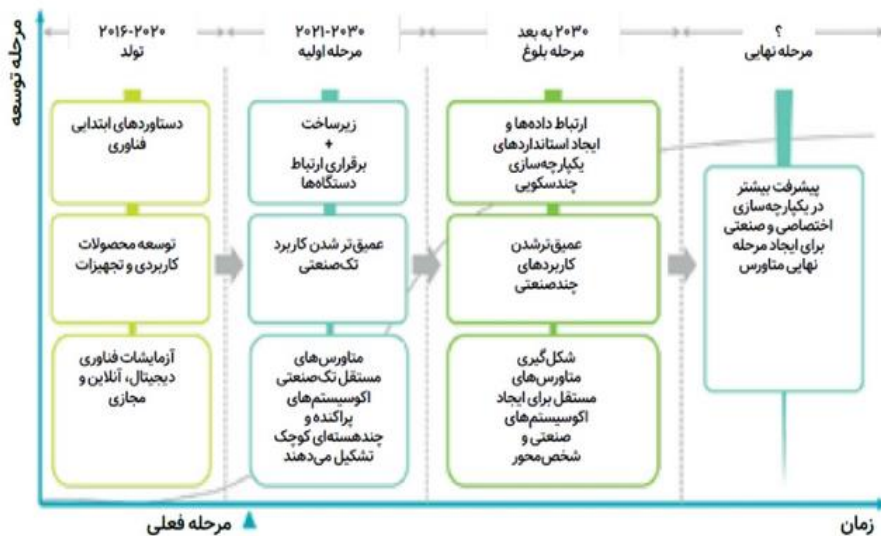 مرحله توسعه
۲۰۱۶-۲۰۲۰
تولد
۲۰۲۱-۲۰۳۰
مرحله اولیه
۲۰۳۰ به بعد
مرحله بلوغ
؟
مرحله نهایی
دستاوردهای ابتدایی
فناوری
توسعه محصولات
کاربردی و تجهیزات
آزمایشات فناوری
دیجیتال، آنلاین و
مجازی
زیرساخت
+
برقراری ارتباط
دستگاه‌ها
عمیق‌تر شدن کاربرد
تک‌صنعتی
متاورس‌های
مستقل تک‌صنعتی
اکوسیستم‌های
پراکنده و
چندهسته‌ای کوچک
تشکیل می‌دهند
ارتباط داده‌ها و
ایجاد استانداردهای
یکپارچه‌سازی
چندسکویی
عمیق‌ترشدن
کاربردهای
چندصنعتی
شکل‌گیری
متاورس‌های
مستقل برای ایجاد
اکوسیستم‌های
صنعتی و
شخص‌محور
پیشرفت بیشتر
در یکپارچه‌سازی
اختصاصی و صنعتی
برای ایجاد مرحله
نهایی متاورس
مرحله فعلی
زمان